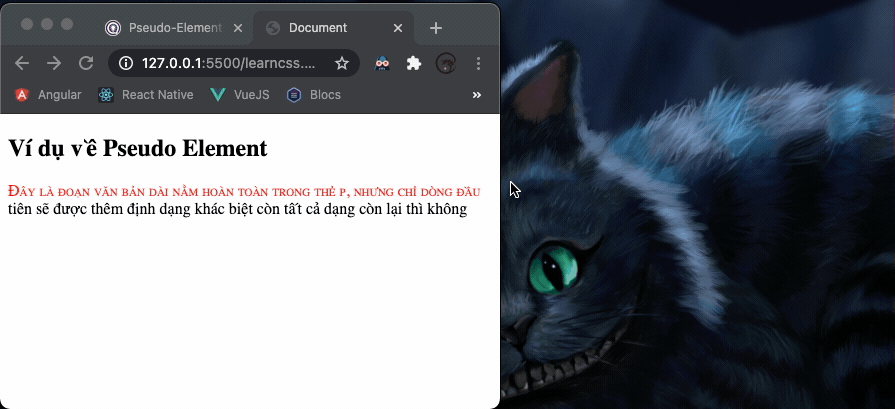 Pseudo-Element
Document
127.0.0.1:5500/learncss....
Angular
React Native
VueJS
Blocs
»
Ví dụ về Pseudo Element
Đây là đoạn văn bản dài nằm hoàn toàn trong thẻ p, nhưng chỉ dòng đầu
tiên sẽ được thêm định dạng khác biệt còn tất cả dạng còn lại thì không